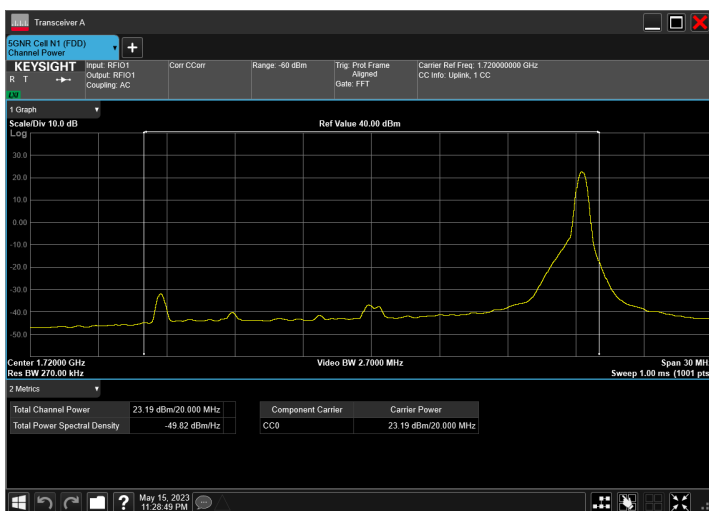 Transceiver A
5GNR Cell N1 (FDD)
Channel Power
KEYSIGHT
R T
LXI
Input: RFIO1
Output: RFIO1
Coupling: AC
Corr CCorr
Range: -60 dBm
Trig: Prot Frame
Aligned
Gate: FFT
Carrier Ref Freq: 1.720000000 GHz
CC Info: Uplink, 1 CC
1 Graph
Scale/Div 10.0 dB
Ref Value 40.00 dBm
Log
30.0
20.0
10.0
0.00
-10.0
-20.0
-30.0
-40.0
-50.0
Center 1.72000 GHz
Video BW 2.7000 MHz
Span 30 MH
Res BW 270.00 kHz
Sweep 1.00 ms (1001 pts
2 Metrics
Total Channel Power 23.19 dBm/20.000 MHz
Total Power Spectral Density -49.82 dBm/Hz
Component Carrier Carrier Power
CC0 23.19 dBm/20.000 MHz
May 15, 2023
11:28:49 PM